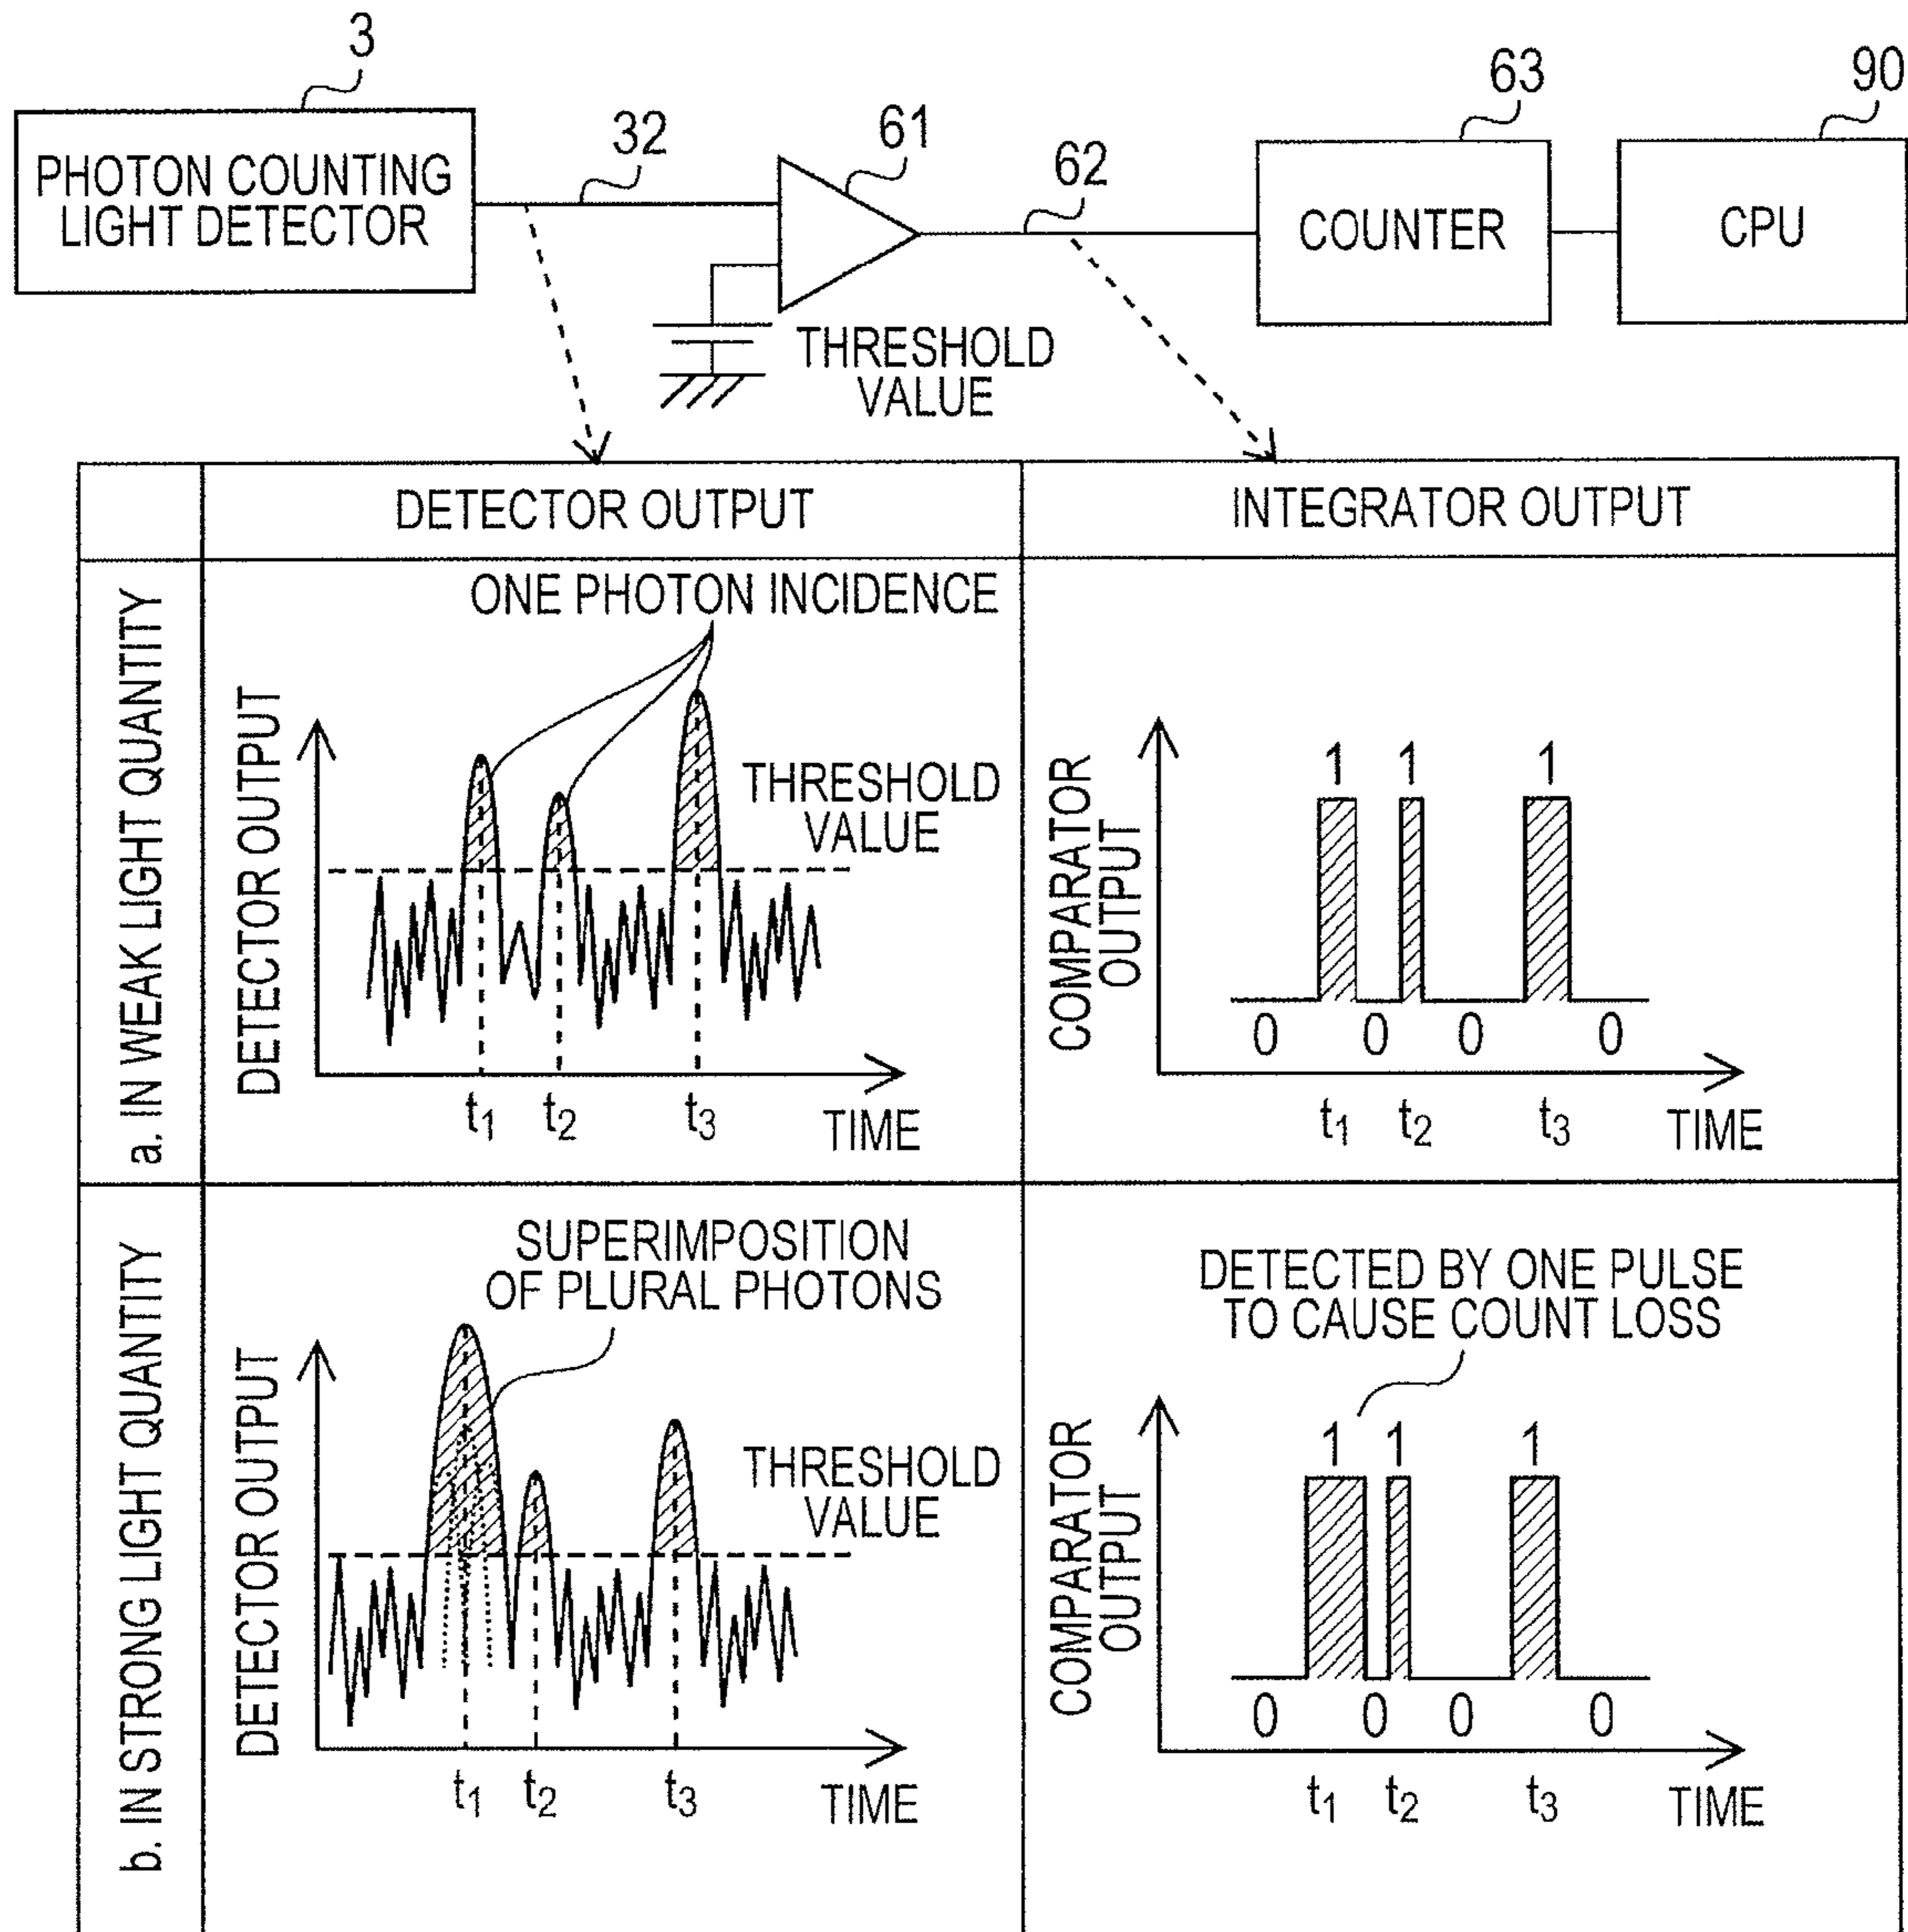 3
PHOTON COUNTING
LIGHT DETECTOR
32
61
62
63
COUNTER
90
CPU
THRESHOLD
VALUE
DETECTOR OUTPUT
INTEGRATOR OUTPUT
a. IN WEAK LIGHT QUANTITY
ONE PHOTON INCIDENCE
DETECTOR OUTPUT
THRESHOLD
VALUE
t1
t2
t3
TIME
COMPARATOR
OUTPUT
1
1
1
0
0
0
0
t1
t2
t3
TIME
b. IN STRONG LIGHT QUANTITY
SUPERIMPOSITION
OF PLURAL PHOTONS
DETECTOR OUTPUT
THRESHOLD
VALUE
t1
t2
t3
TIME
DETECTED BY ONE PULSE
TO CAUSE COUNT LOSS
COMPARATOR
OUTPUT
1
1
1
0
0
0
0
t1
t2
t3
TIME